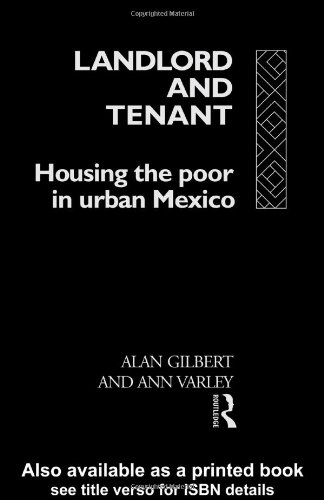 LANDLORD
AND
TENANT
Housing the poor
in urban Mexico
ALAN GILBERT
AND ANN VARLEY
ROUTLEDGE
Also available as a printed book
see title verso for ISBN details